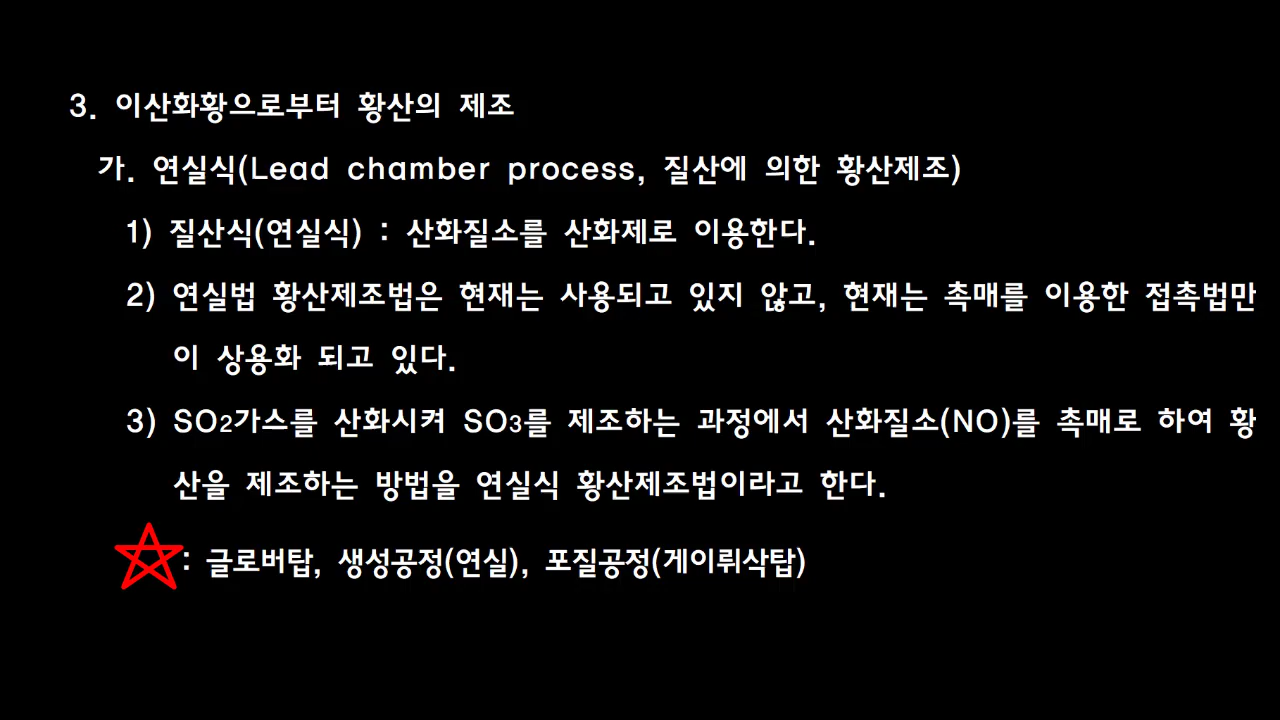 3. 이산화황으로부터 황산의 제조
가. 연실식(Lead chamber process, 질산에 의한 황산제조)
1) 질산식(연실식) : 산화질소를 산화제로 이용한다.
2) 연실법 황산제조법은 현재는 사용되고 있지 않고, 현재는 촉매를 이용한 접촉법만
이 상용화 되고 있다.
3) SO2가스를 산화시켜 SO3를 제조하는 과정에서 산화질소(NO)를 촉매로 하여 황
산을 제조하는 방법을 연실식 황산제조법이라고 한다.
: 글로버탑, 생성공정(연실), 포질공정(게이뤼삭탑)